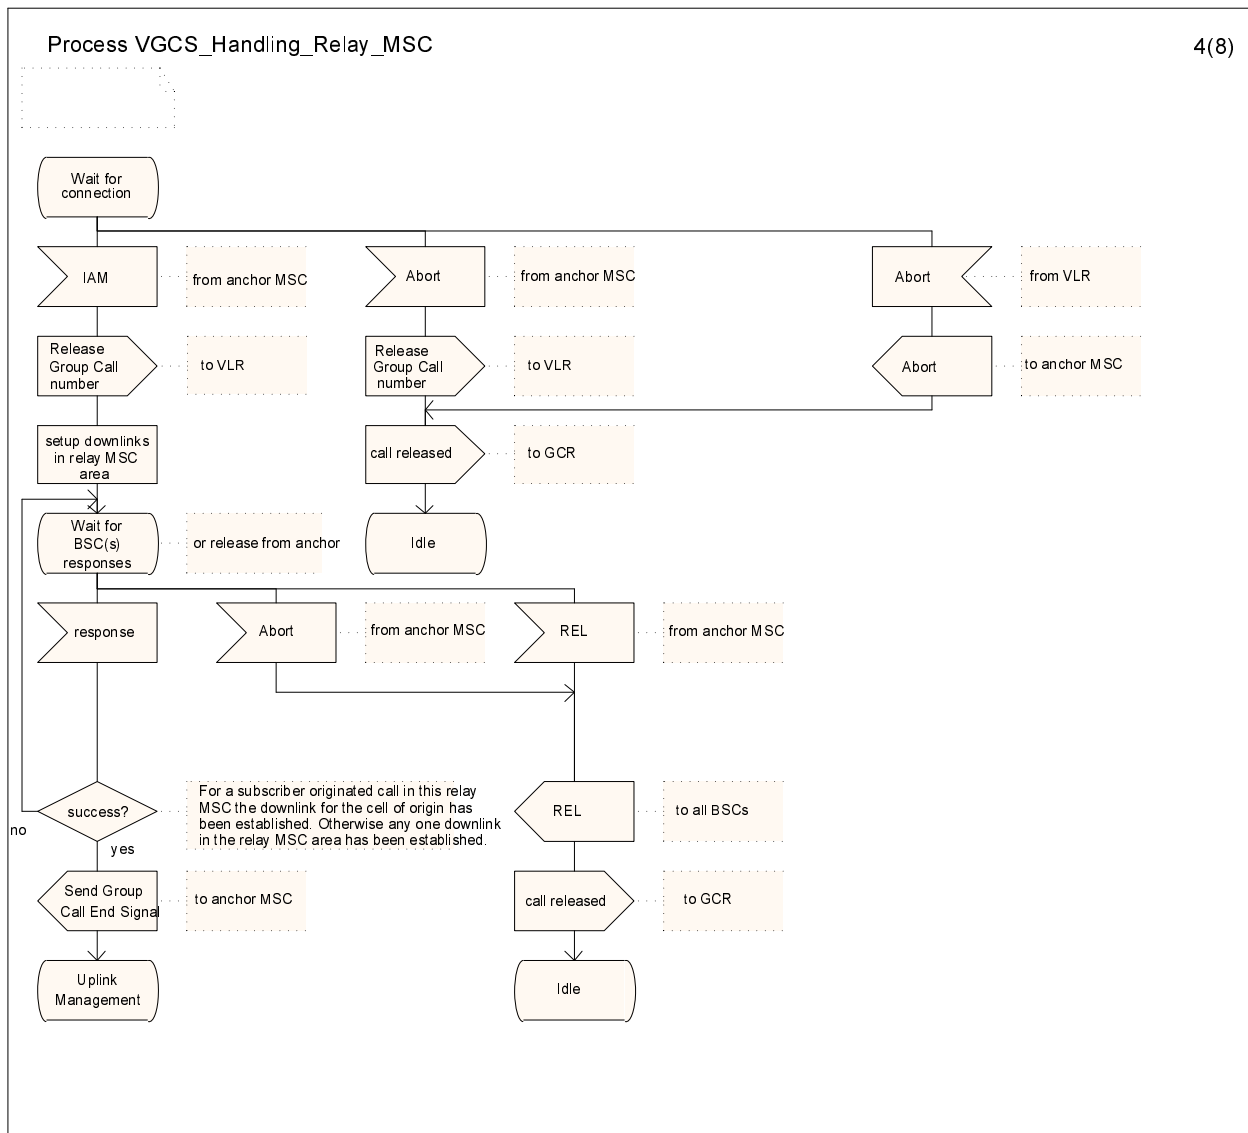 Process VGCS_Handling_Relay_MSC
4(8)
Wait for
connection
IAM
from anchor MSC
Abort
from anchor MSC
Abort
from VLR
Release
Group Call
number
to VLR
Release
Group Call
number
to VLR
Abort
to anchor MSC
setup downlinks
in relay MSC
area
call released
to GCR
Wait for
BSC(s)
responses
or release from anchor
Idle
response
Abort
from anchor MSC
REL
from anchor MSC
success?
no
yes
For a subscriber originated call in this relay
MSC the downlink for the cell of origin has
been established. Otherwise any one downlink
in the relay MSC area has been established.
REL
to all BSCs
Send Group
Call End Signal
to anchor MSC
call released
to GCR
Uplink
Management
Idle